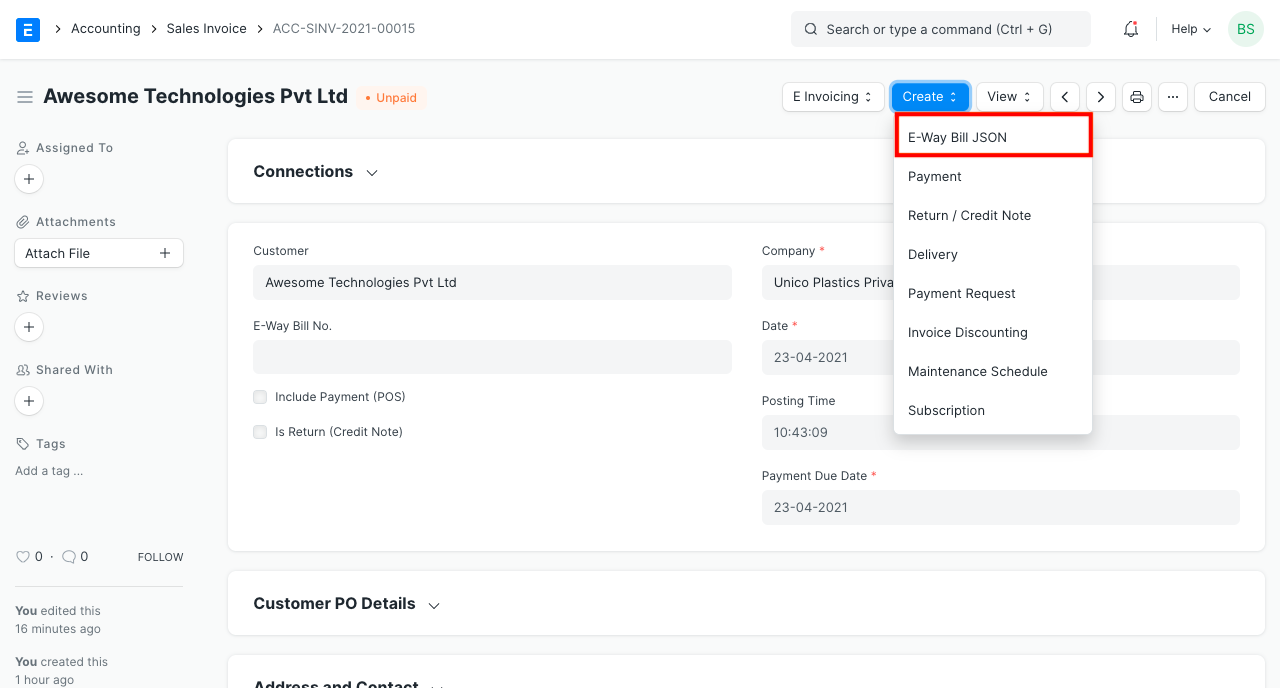 E
Accounting
Sales Invoice
ACC-SINV-2021-00015
Search or type a command (Ctrl + G)
Help
BS
Awesome Technologies Pvt Ltd
Unpaid
E Invoicing
Create
View
Cancel
Assigned To
Attachments
Attach File
Reviews
Shared With
Tags
Add a tag ...
0 · 0
FOLLOW
You edited this
16 minutes ago
You created this
1 hour ago
Connections
Customer
Awesome Technologies Pvt Ltd
E-Way Bill No.
Include Payment (POS)
Is Return (Credit Note)
Company *
Unico Plastics Priva
Date *
23-04-2021
Posting Time
10:43:09
Payment Due Date *
23-04-2021
E-Way Bill JSON
Payment
Return / Credit Note
Delivery
Payment Request
Invoice Discounting
Maintenance Schedule
Subscription
Customer PO Details
Address and Contact